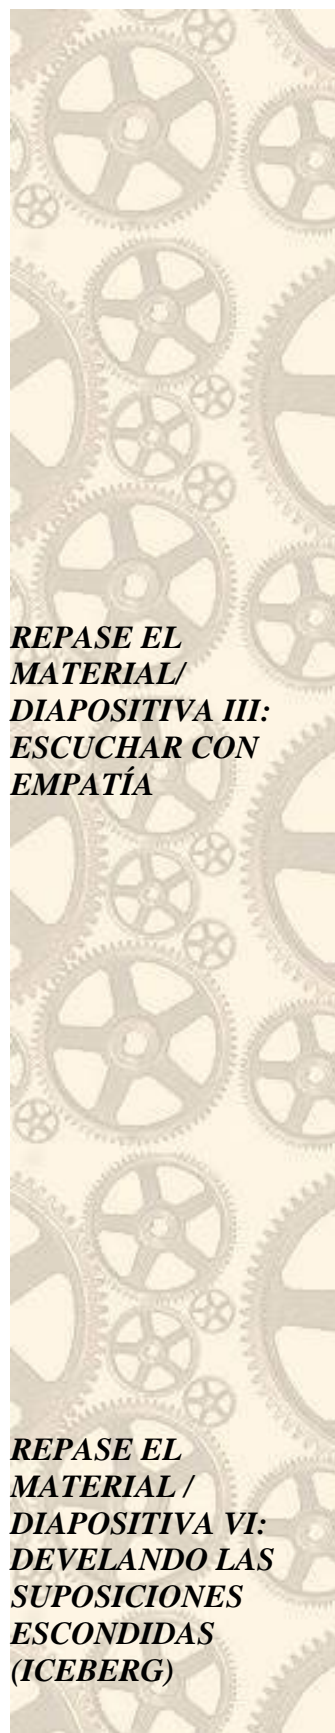 REPASE EL
MATERIAL/
DIAPOSITIVA III:
ESCUCHAR CON
EMPATÍA
REPASE EL
MATERIAL /
DIAPOSITIVA VI:
DEVELANDO LAS
SUPOSICIONES
ESCONDIDAS
(ICEBERG)